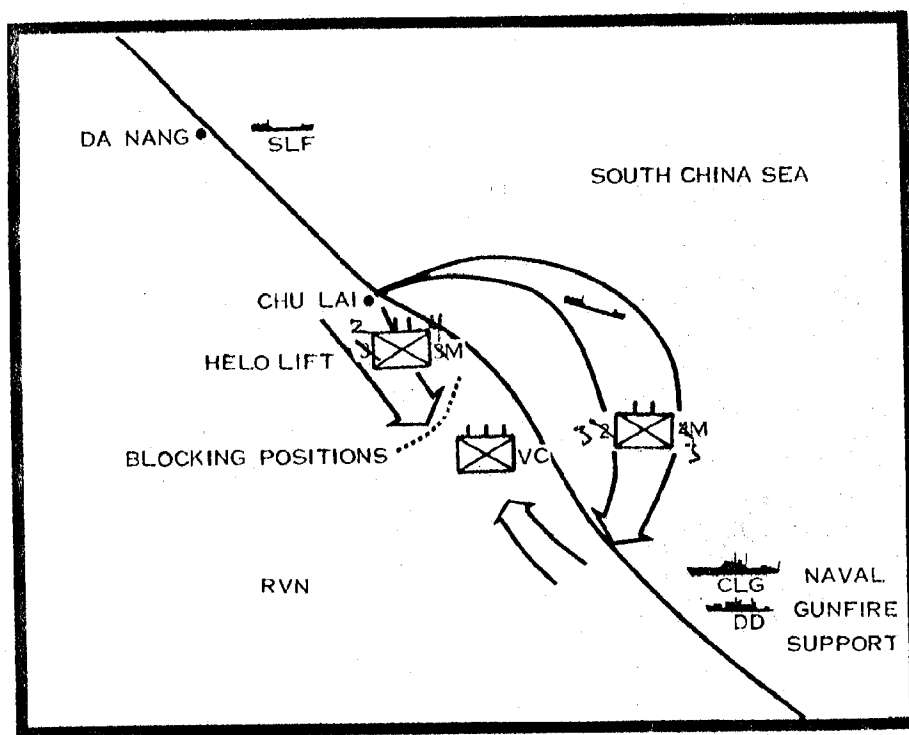 DA NANG
SLF
SOUTH CHINA SEA
CHU LAI
HELO LIFT
BLOCKING POSITIONS
VC
RVN
CLG
DD
NAVAL
GUNFIRE
SUPPORT